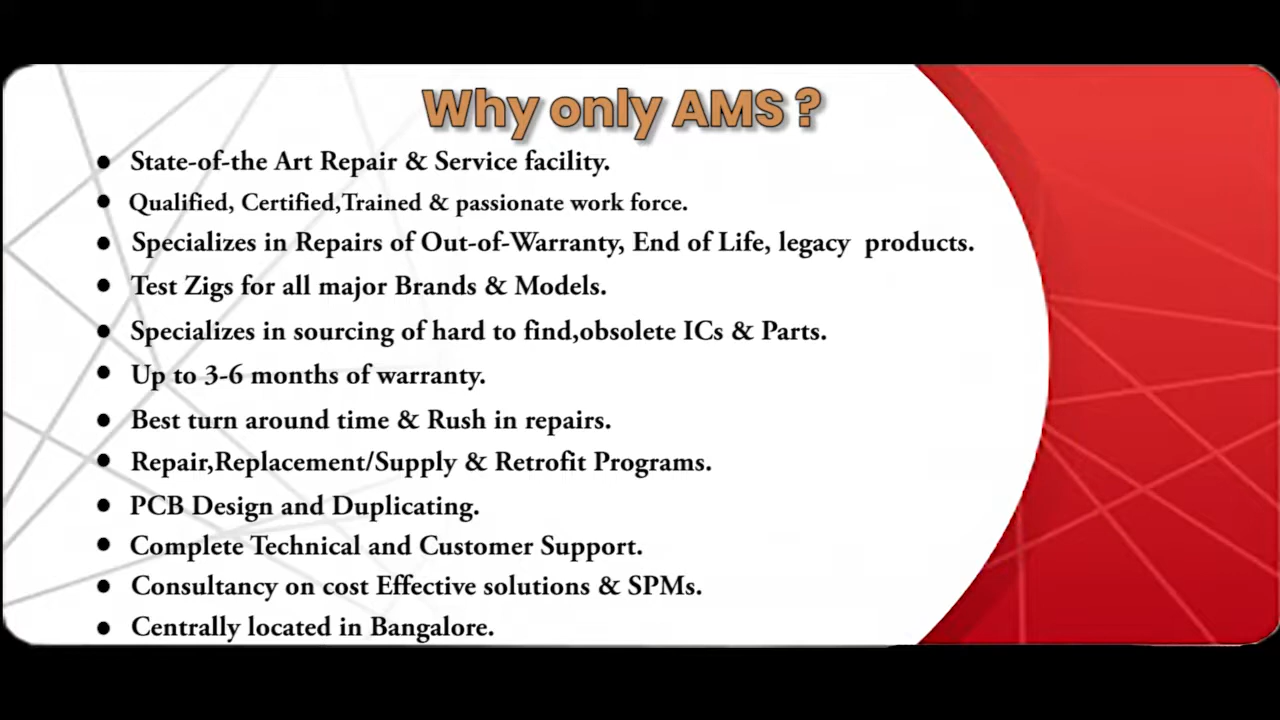 Why only AMS ?
State-of-the Art Repair & Service facility.
Qualified, Certified,Trained & passionate work force.
Specializes in Repairs of Out-of-Warranty, End of Life, legacy products.
Test Zigs for all major Brands & Models.
Specializes in sourcing of hard to find,obsolete ICs & Parts.
Up to 3-6 months of warranty.
Best turn around time & Rush in repairs.
Repair,Replacement/Supply & Retrofit Programs.
PCB Design and Duplicating.
Complete Technical and Customer Support.
Consultancy on cost Effective solutions & SPMs.
Centrally located in Bangalore.